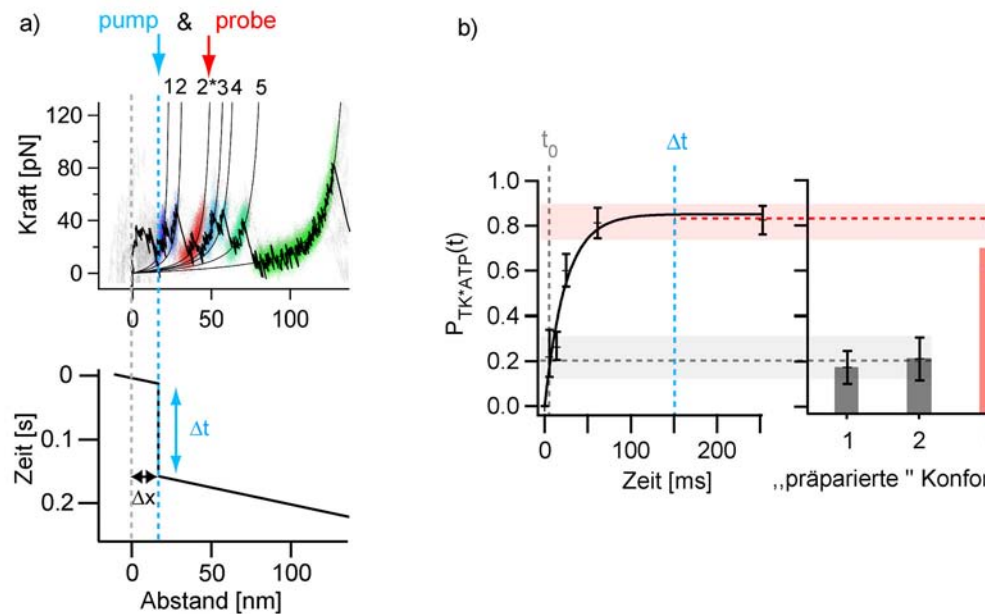 a)
pump & probe
1 2 2* 3 4 5
120
80
40
0
Kraft [pN]
0 50 100
0
0.1
0.2
Zeit [s]
Δt
Δx
0 50 100
Abstand [nm]
b)
t0
Δt
1.0
0.8
0.6
0.4
0.2
0.0
P_TK*ATP(t)
0 50 100 200
Zeit [ms]
1 2
,,präparierte " Konfor